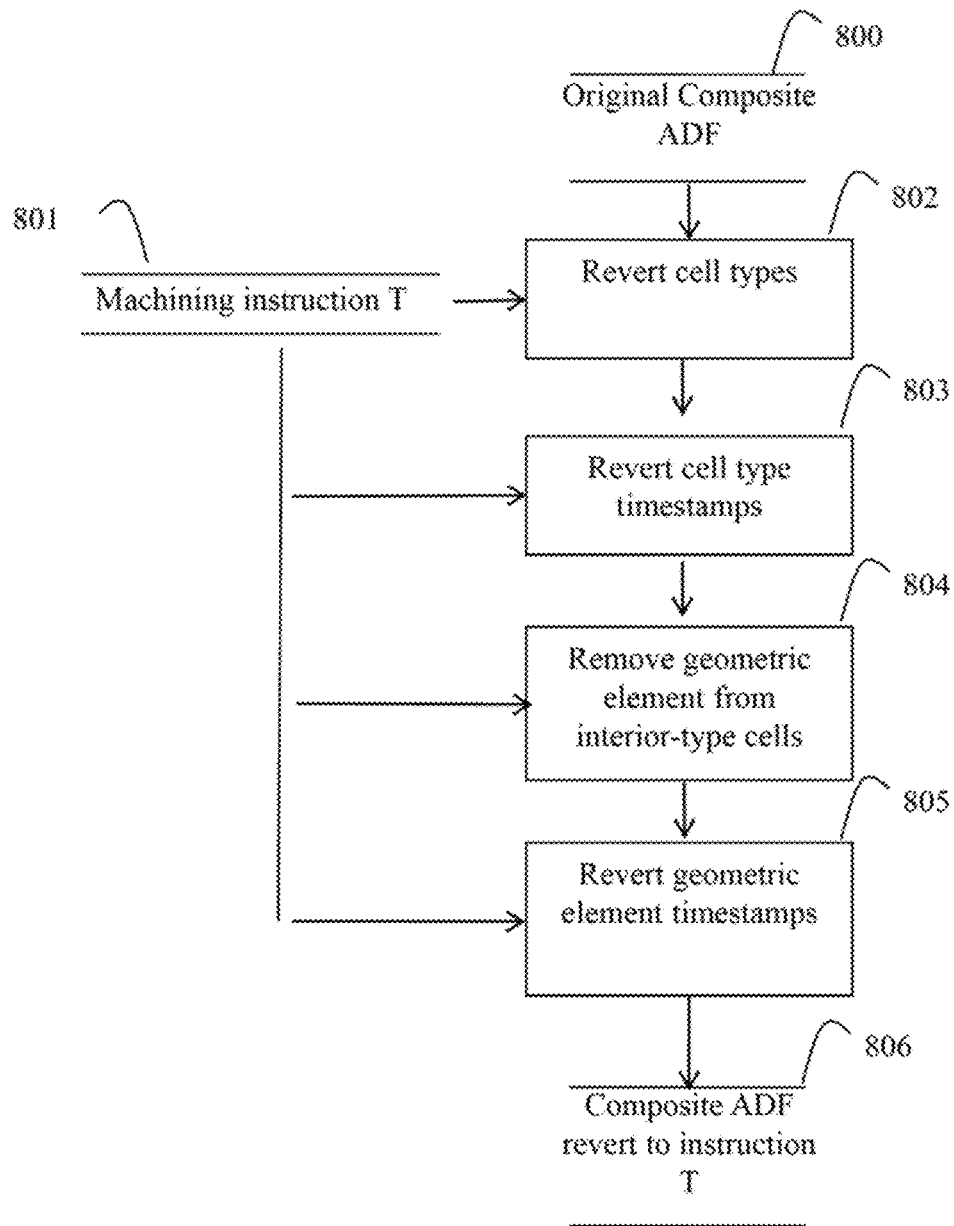 800
Original Composite
ADF
802
801
Revert cell types
Machining instruction T
803
Revert cell type
timestamps
804
Remove geometric
element from
interior-type cells
805
Revert geometric
element timestamps
806
Composite ADF
revert to instruction
T